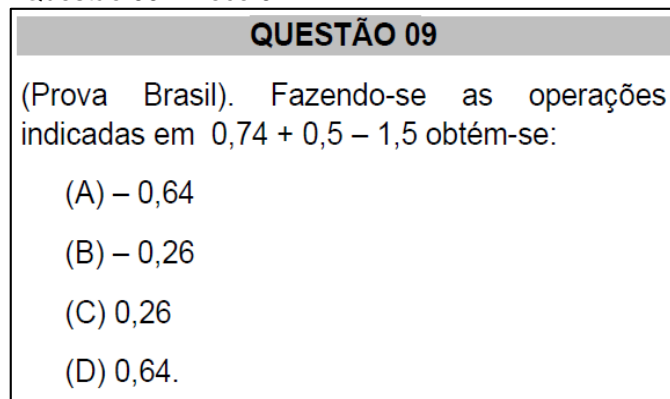 QUESTÃO 09
(Prova Brasil). Fazendo-se as operações
indicadas em 0,74 + 0,5 – 1,5 obtém-se:
(A) – 0,64
(B) – 0,26
(C) 0,26
(D) 0,64.